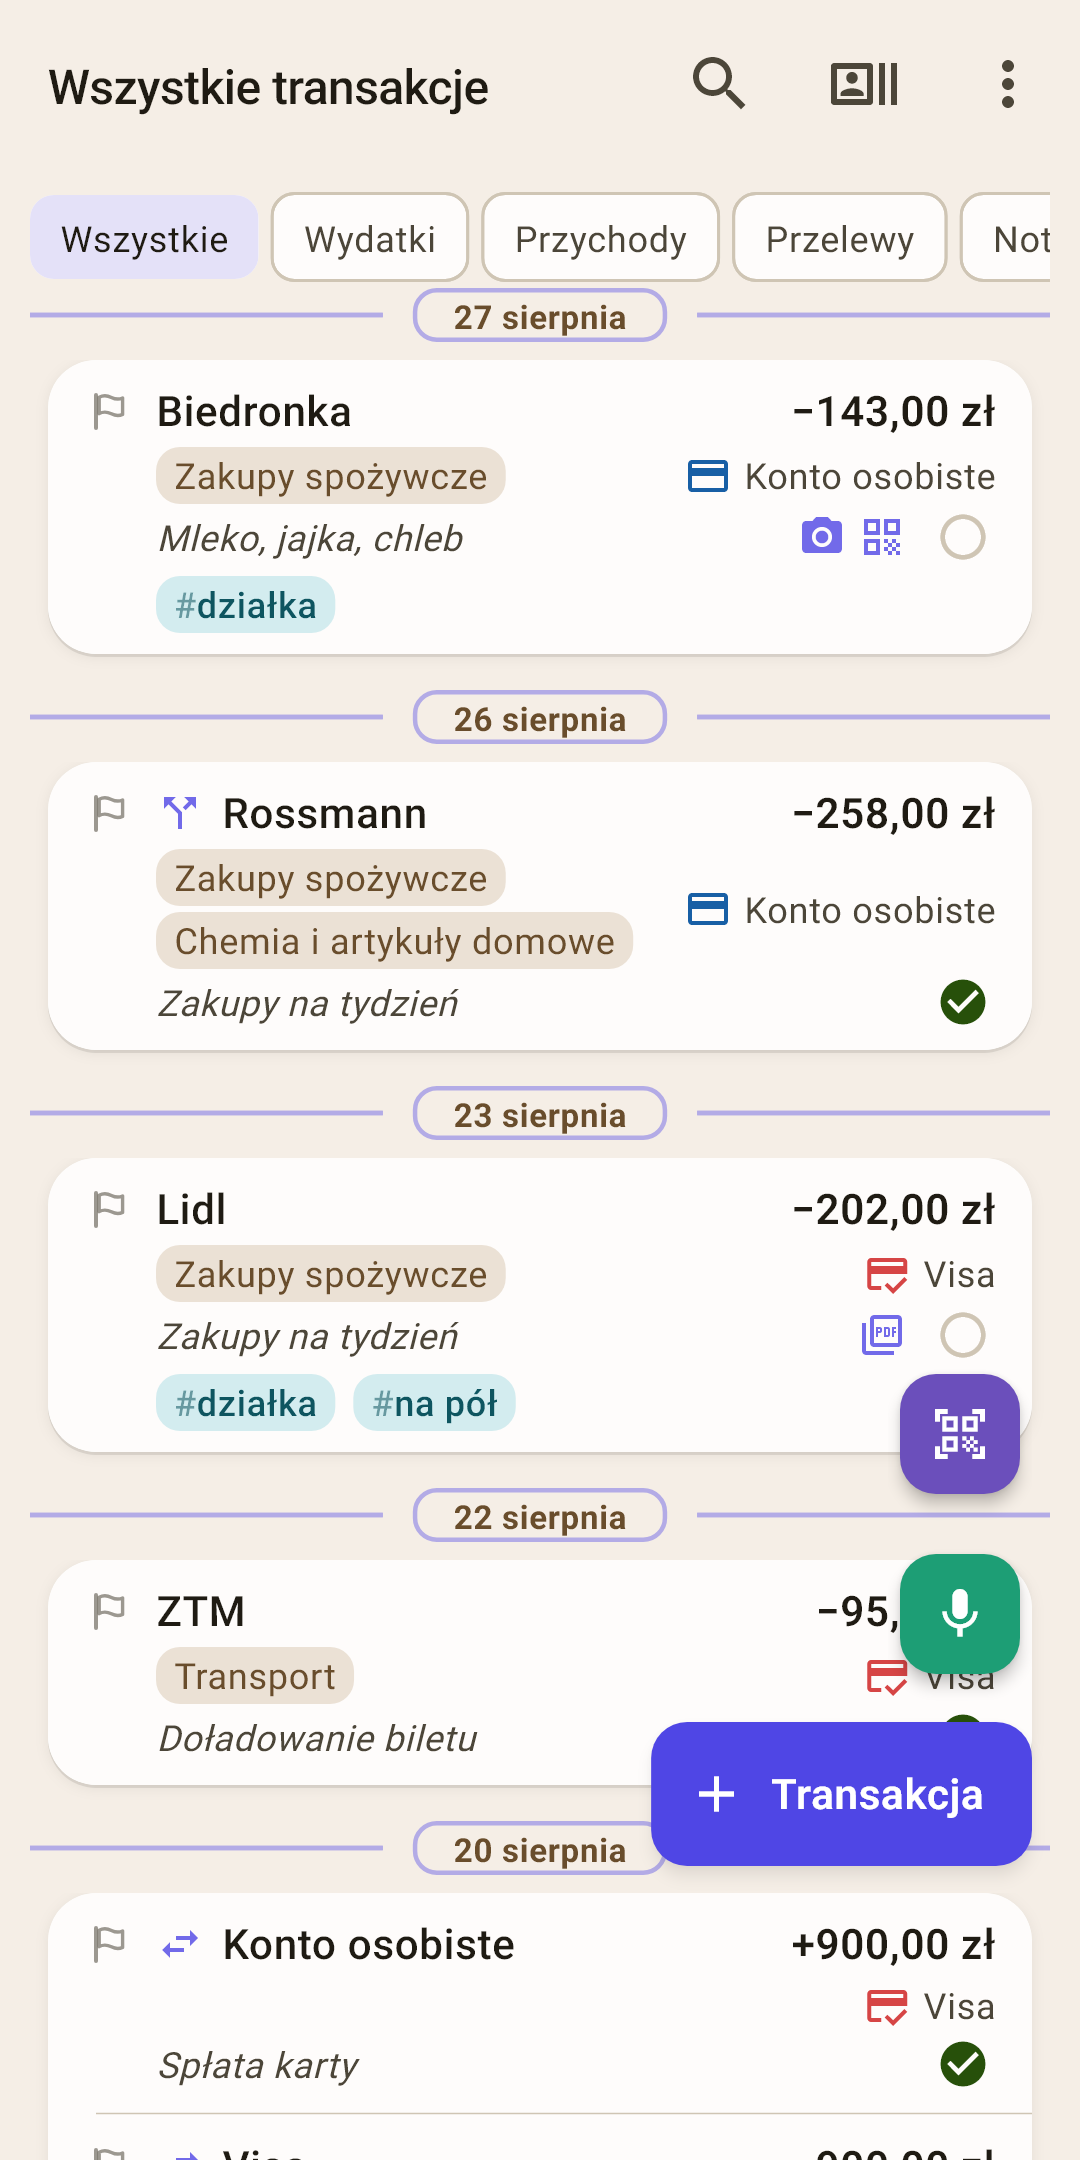 Wszystkie transakcje
Wszystkie Wydatki Przychody Przelewy Not
27 sierpnia
Biedronka −143,00 zł
Zakupy spożywcze Konto osobiste
Mleko, jajka, chleb
#działka
26 sierpnia
Rossmann −258,00 zł
Zakupy spożywcze
Konto osobiste
Chemia i artykuły domowe
Zakupy na tydzień
23 sierpnia
Lidl −202,00 zł
Zakupy spożywcze Visa
Zakupy na tydzień PDF
#działka #na pół
22 sierpnia
ZTM −95,
Transport Visa
Doładowanie biletu
+ Transakcja
20 sierpnia
Konto osobiste +900,00 zł
Visa
Spłata karty